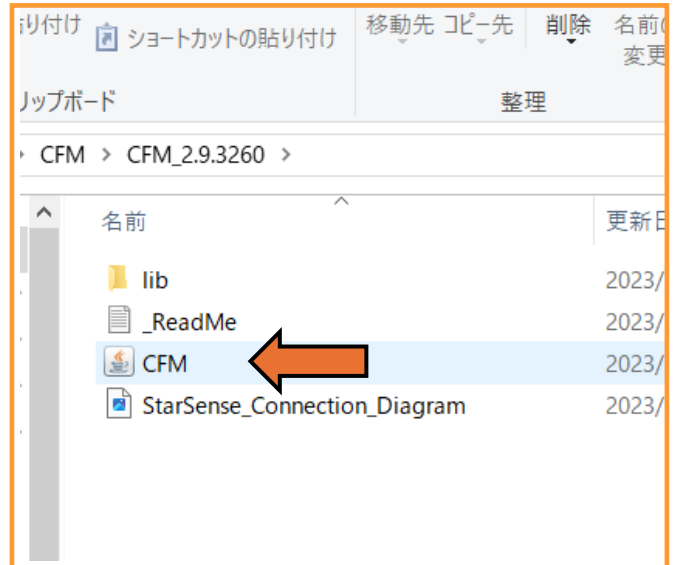 り付け
ショートカットの貼り付け
移動先 コピー先 削除 名前の
変更
リップボード
整理
CFM > CFM_2.9.3260 >
名前
更新日
lib
2023/
_ReadMe
2023/
CFM
2023/
StarSense_Connection_Diagram
2023/